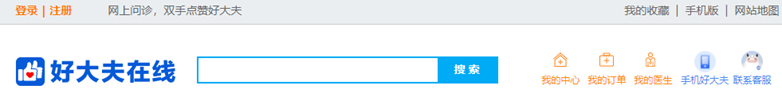 登录 | 注册 网上问诊，双手点赞好大夫 我的收藏 | 手机版 | 网站地图
好大夫在线 搜 索
我的中心 我的订单 我的医生 手机好大夫 联系客服